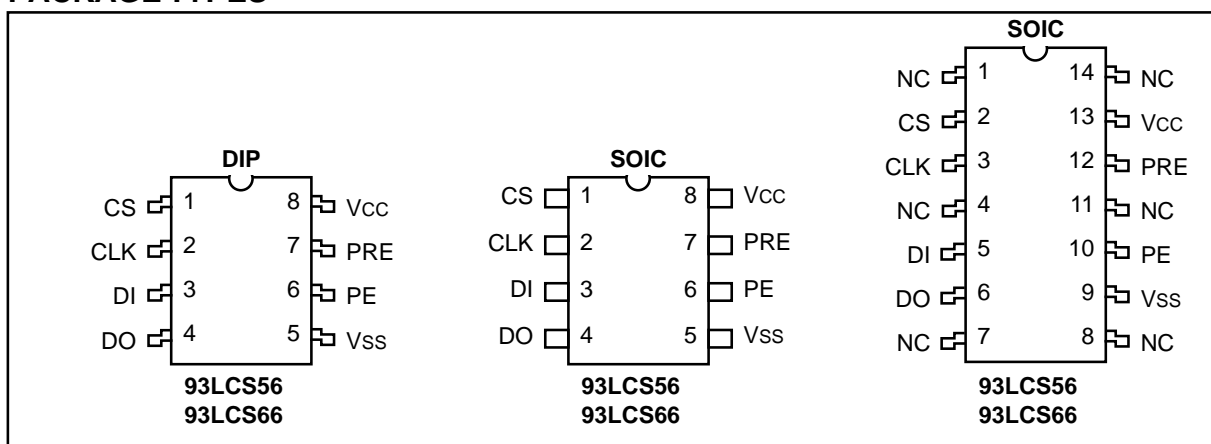 DIP
CS 1 8 VCC
CLK 2 7 PRE
DI 3 6 PE
DO 4 5 VSS
93LCS56
93LCS66
SOIC
CS 1 8 VCC
CLK 2 7 PRE
DI 3 6 PE
DO 4 5 VSS
93LCS56
93LCS66
SOIC
NC 1 14 NC
CS 2 13 VCC
CLK 3 12 PRE
NC 4 11 NC
DI 5 10 PE
DO 6 9 VSS
NC 7 8 NC
93LCS56
93LCS66